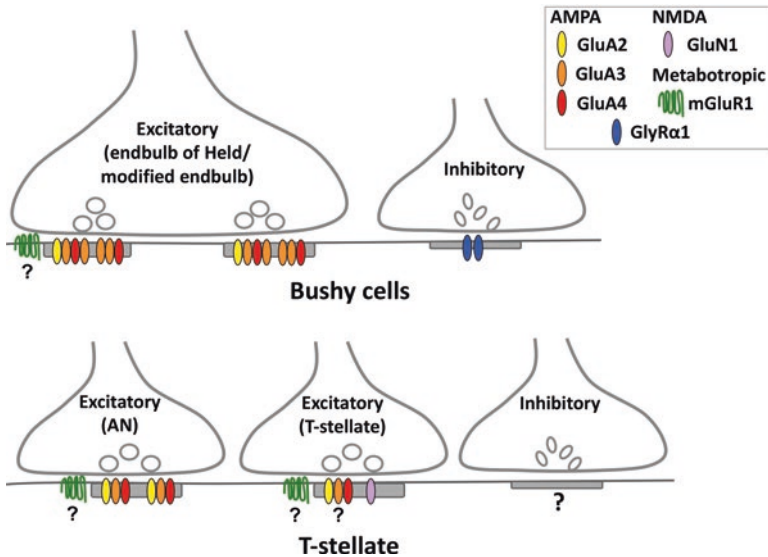 AMPA
GluA2
GluA3
GluA4
NMDA
GluN1
Metabotropic
mGluR1
GlyRα1
Excitatory
(endbulb of Held/
modified endbulb)
Inhibitory
?
Bushy cells
Excitatory
(AN)
Excitatory
(T-stellate)
Inhibitory
?
?
?
?
T-stellate